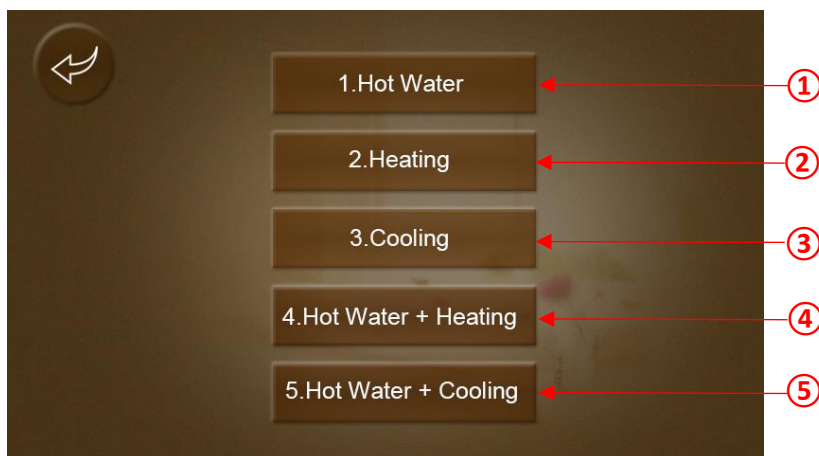 1.Hot Water
①
2.Heating
②
3.Cooling
③
4.Hot Water + Heating
④
5.Hot Water + Cooling
⑤